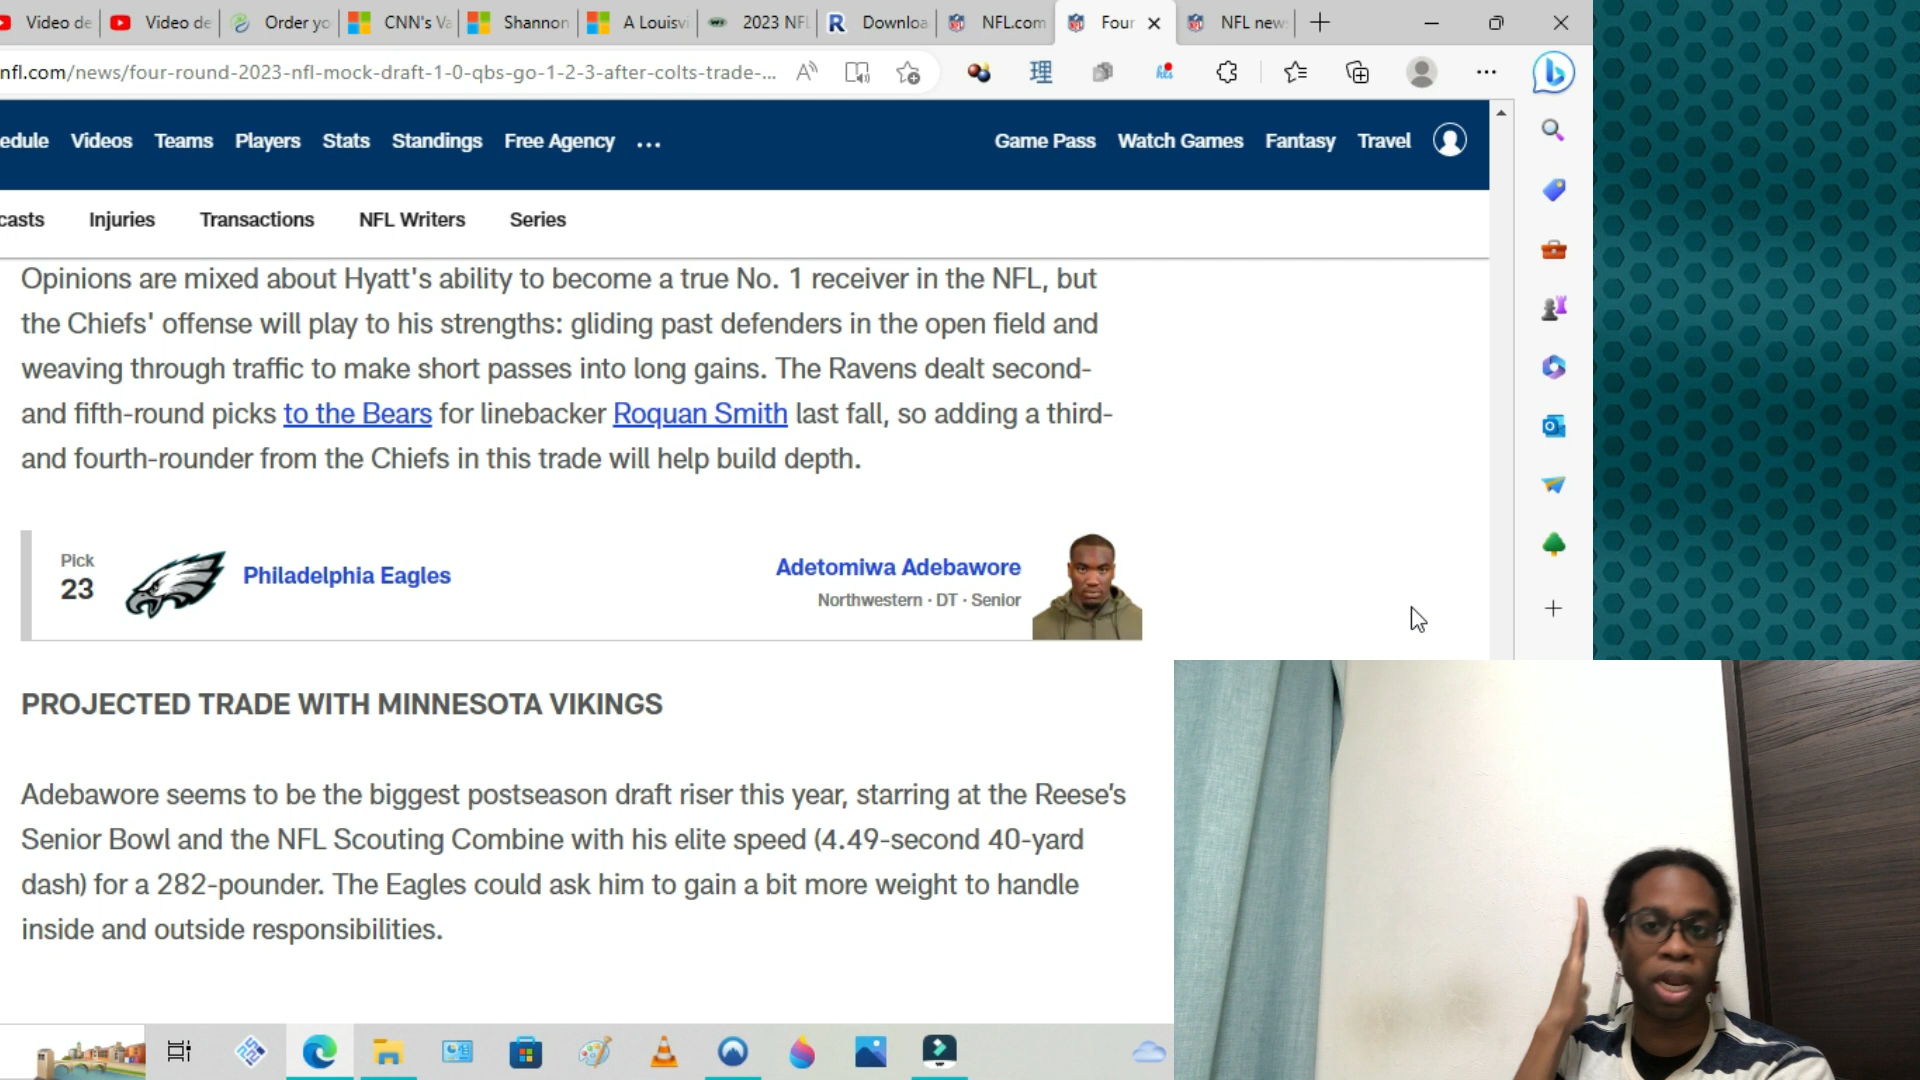 Video de
Video de
Order yo
CNN's Va
Shannon
A Louisvi
2023 NFL
Downloa
NFL.com
Four
NFL new
nfl.com/news/four-round-2023-nfl-mock-draft-1-0-qbs-go-1-2-3-after-colts-trade-...
理
edule Videos Teams Players Stats Standings Free Agency ...
Game Pass Watch Games Fantasy Travel
casts Injuries Transactions NFL Writers Series
Opinions are mixed about Hyatt's ability to become a true No. 1 receiver in the NFL, but
the Chiefs' offense will play to his strengths: gliding past defenders in the open field and
weaving through traffic to make short passes into long gains. The Ravens dealt second-
and fifth-round picks to the Bears for linebacker Roquan Smith last fall, so adding a third-
and fourth-rounder from the Chiefs in this trade will help build depth.
Pick
23
Philadelphia Eagles
Adetomiwa Adebawore
Northwestern · DT · Senior
PROJECTED TRADE WITH MINNESOTA VIKINGS
Adebawore seems to be the biggest postseason draft riser this year, starring at the Reese's
Senior Bowl and the NFL Scouting Combine with his elite speed (4.49-second 40-yard
dash) for a 282-pounder. The Eagles could ask him to gain a bit more weight to handle
inside and outside responsibilities.